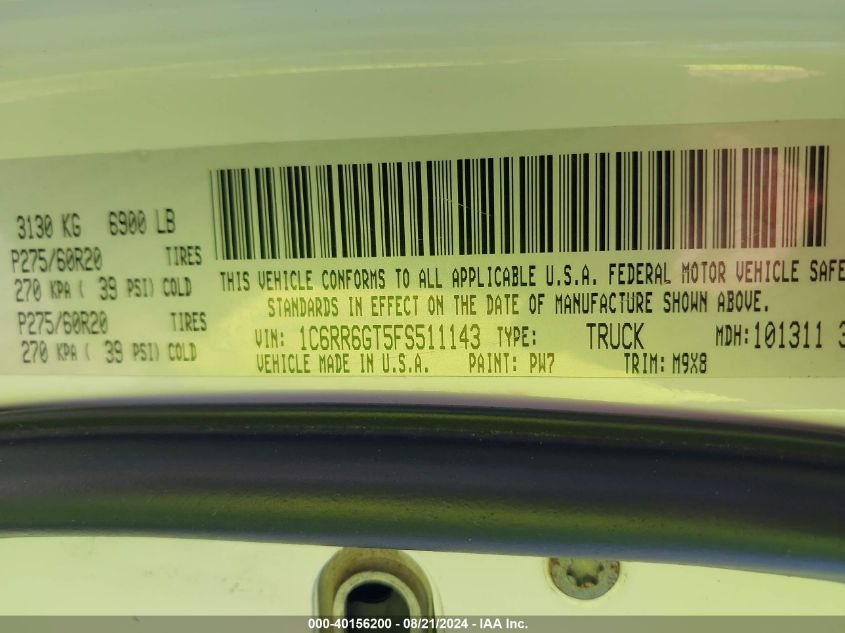 3130 KG 6900 LB
P275/60R20 TIRES
270 KPA ( 39 PSI) COLD
P275/60R20 TIRES
270 KPA ( 39 PSI) COLD
THIS VEHICLE CONFORMS TO ALL APPLICABLE U.S.A. FEDERAL MOTOR VEHICLE SAFE
STANDARDS IN EFFECT ON THE DATE OF MANUFACTURE SHOWN ABOVE.
VIN: 1C6RR6GT5FS511143 TYPE: TRUCK MDH: 101311 3
VEHICLE MADE IN U.S.A. PAINT: PW7 TRIM: M9X8
000-40156200 - 08/21/2024 - IAA Inc.